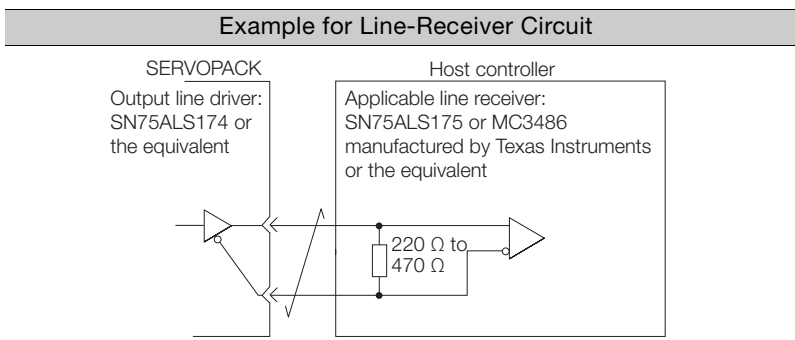 Example for Line-Receiver Circuit
SERVOPACK
Output line driver:
SN75ALS174 or
the equivalent
Host controller
Applicable line receiver:
SN75ALS175 or MC3486
manufactured by Texas Instruments
or the equivalent
220 Ω to
470 Ω